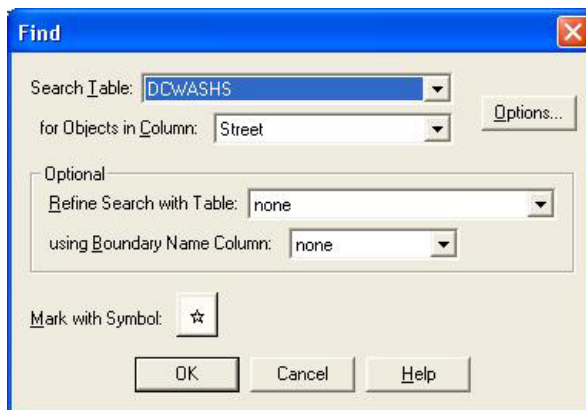 Find
Search Table: DCWASHS
for Objects in Column: Street
Options...
Optional
Refine Search with Table: none
using Boundary Name Column: none
Mark with Symbol:
OK Cancel Help